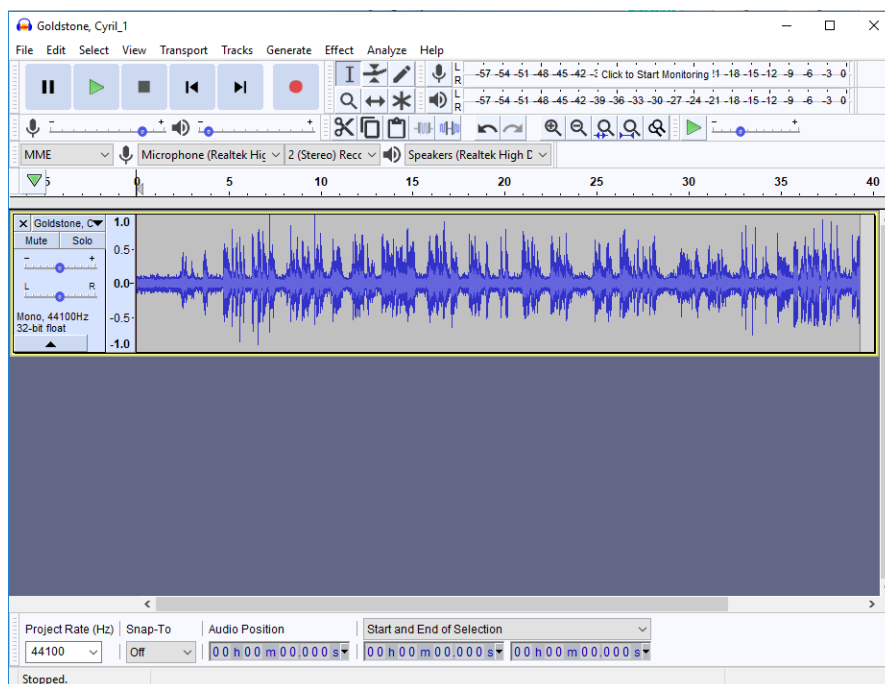 Goldstone, Cyril_1
File Edit Select View Transport Tracks Generate Effect Analyze Help
L R -57 -54 -51 -48 -45 -42 Click to Start Monitoring -18 -15 -12 -9 -6 -3 0
L R -57 -54 -51 -48 -45 -42 -39 -36 -33 -30 -27 -24 -21 -18 -15 -12 -9 -6 -3 0
- + - + - +
MME Microphone (Realtek Hig 2 (Stereo) Recc Speakers (Realtek High D
0 5 10 15 20 25 30 35 40
X Goldstone, C 1.0
Mute Solo
- + 0.5
L R 0.0
Mono, 44100Hz -0.5
32-bit float
-1.0
Project Rate (Hz) Snap-To Audio Position Start and End of Selection
44100 Off 00 h 00 m 00.000 s 00 h 00 m 00.000 s 00 h 00 m 00.000 s
Stopped.